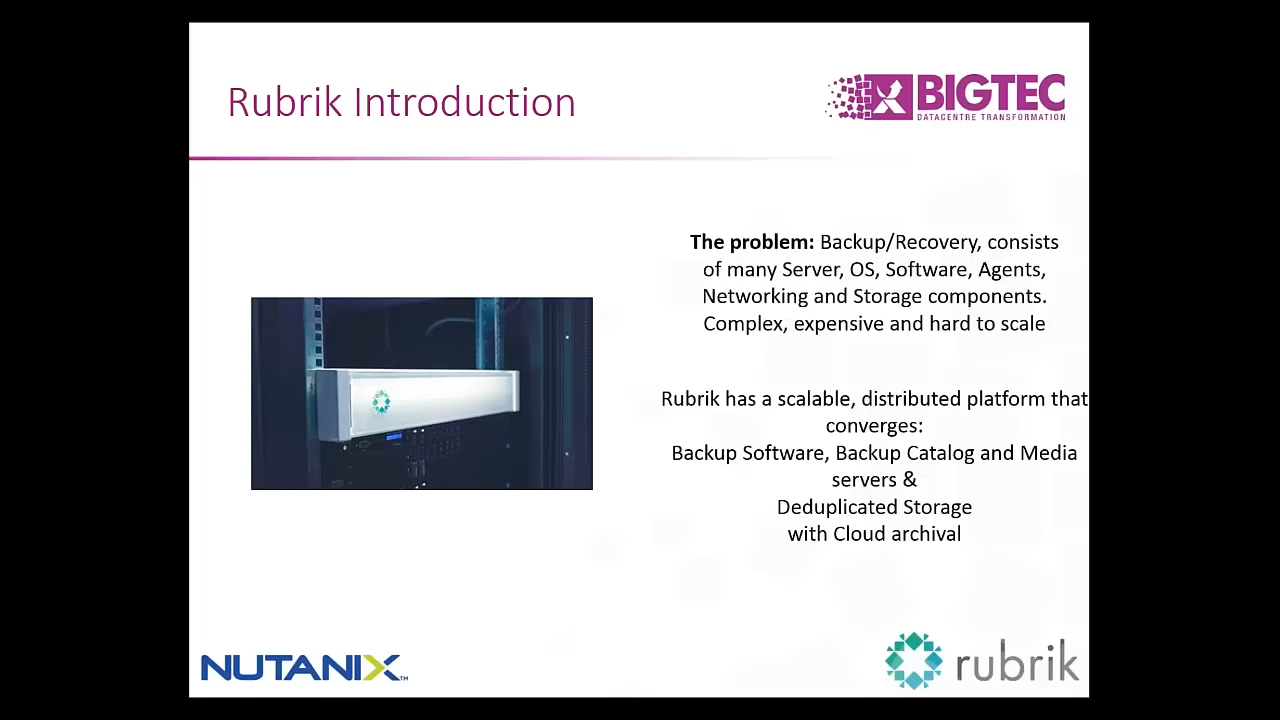 Rubrik Introduction
BIGTEC
DATACENTRE TRANSFORMATION
The problem: Backup/Recovery, consists
of many Server, OS, Software, Agents,
Networking and Storage components.
Complex, expensive and hard to scale
Rubrik has a scalable, distributed platform that
converges:
Backup Software, Backup Catalog and Media
servers &
Deduplicated Storage
with Cloud archival
NUTANIX™
rubrik